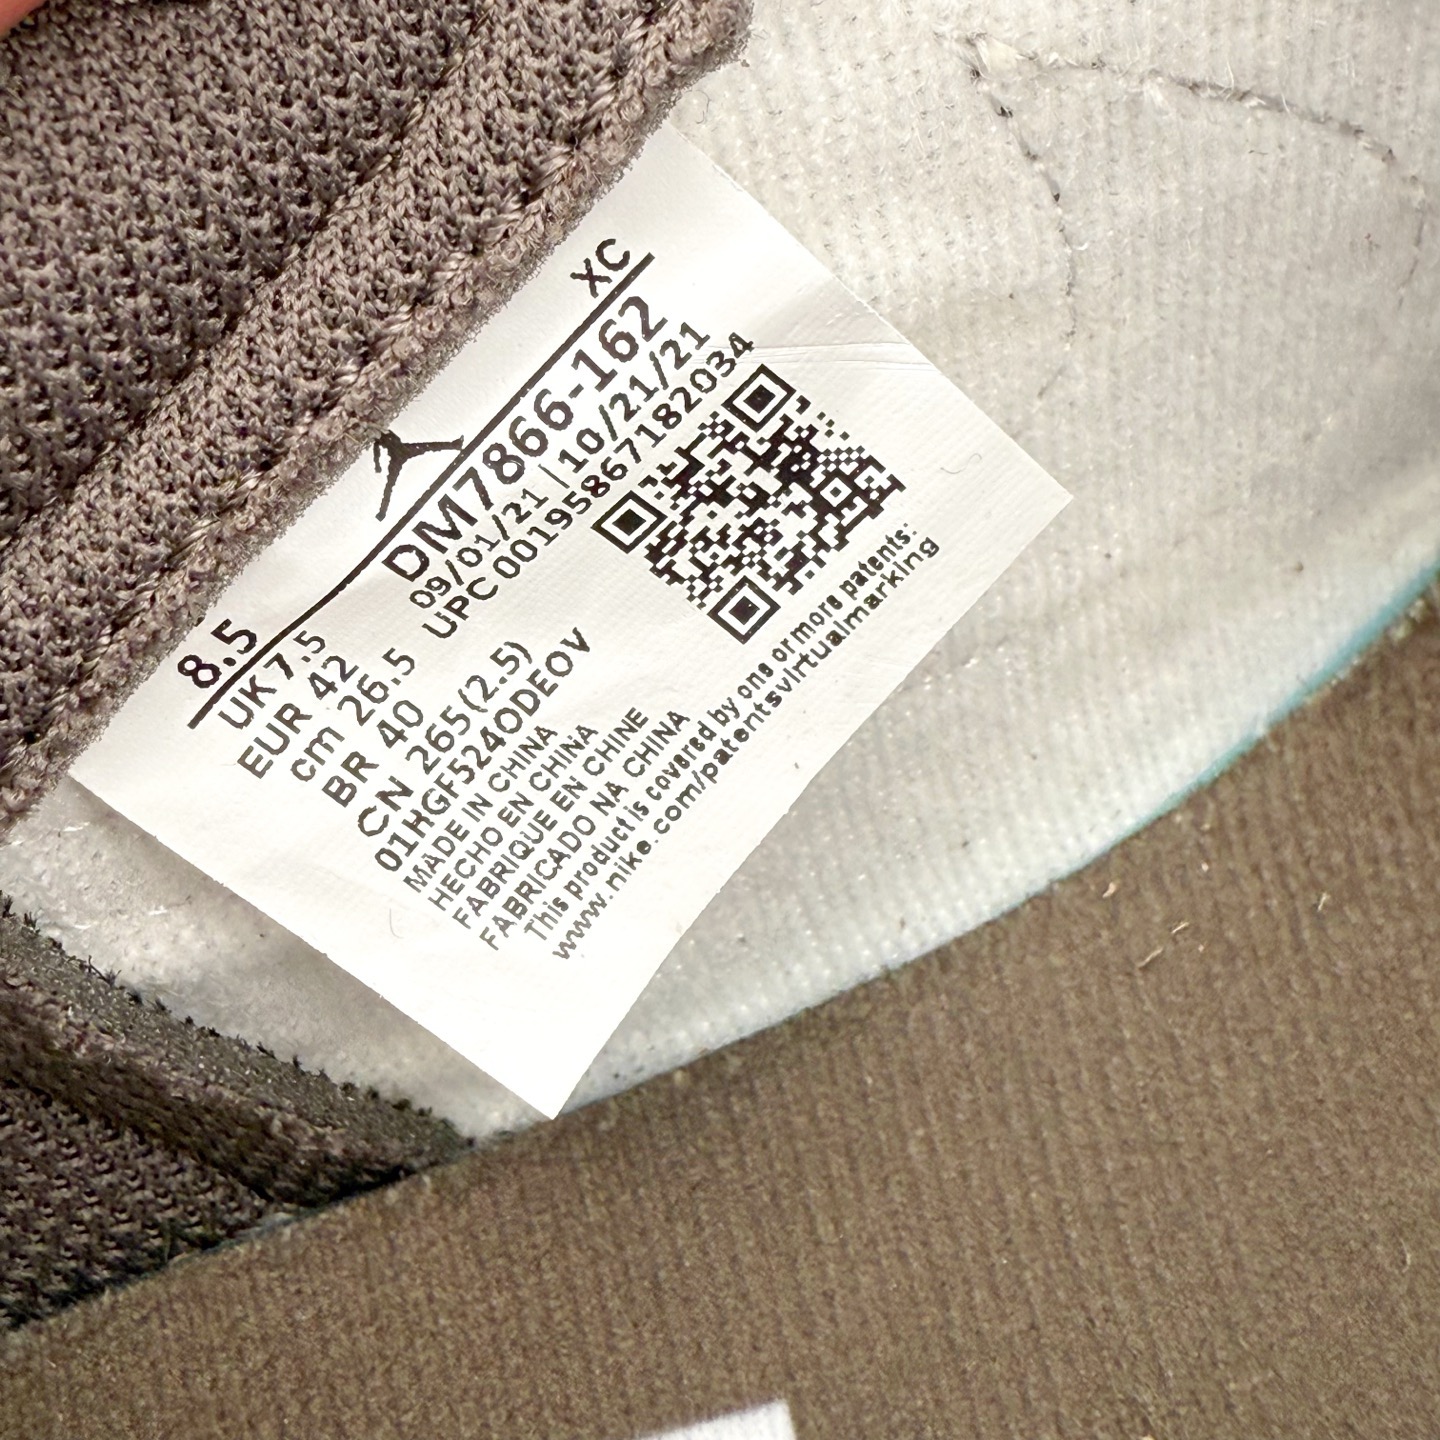 8.5 XC
UK 7.5
EUR 42
cm 26.5
BR 40
CN 265(2.5)
DM7866-162
09/01/21 | 10/21/21
UPC 00195867182034
MADE IN CHINA
HECHO EN CHINA
FABRIQUE EN CHINE
FABRICADO NA CHINA
This product is covered by one or more patents:
www.nike.com/patentsvirtualmarking